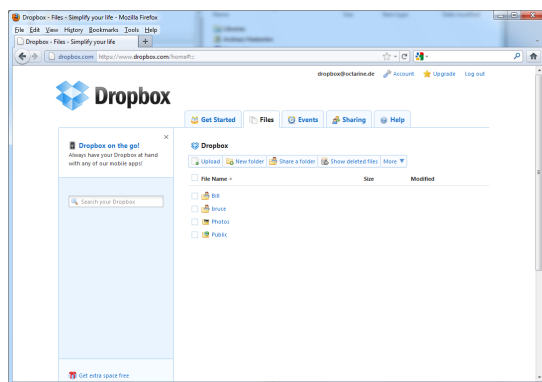 Dropbox - Files - Simplify your life - Mozilla Firefox
File Edit View History Bookmarks Tools Help
Dropbox - Files - Simplify your life +
dropbox.com https://www.dropbox.com/home#:::
dropbox@octarine.de Account Upgrade Log out
Dropbox
Get Started Files Events Sharing Help
Dropbox on the go!
Always have your Dropbox at hand
with any of our mobile apps!
Search your Dropbox
Get extra space free
Dropbox
Upload New folder Share a folder Show deleted files More ▼
File Name Size Modified
Bill
bruce
Photos
Public